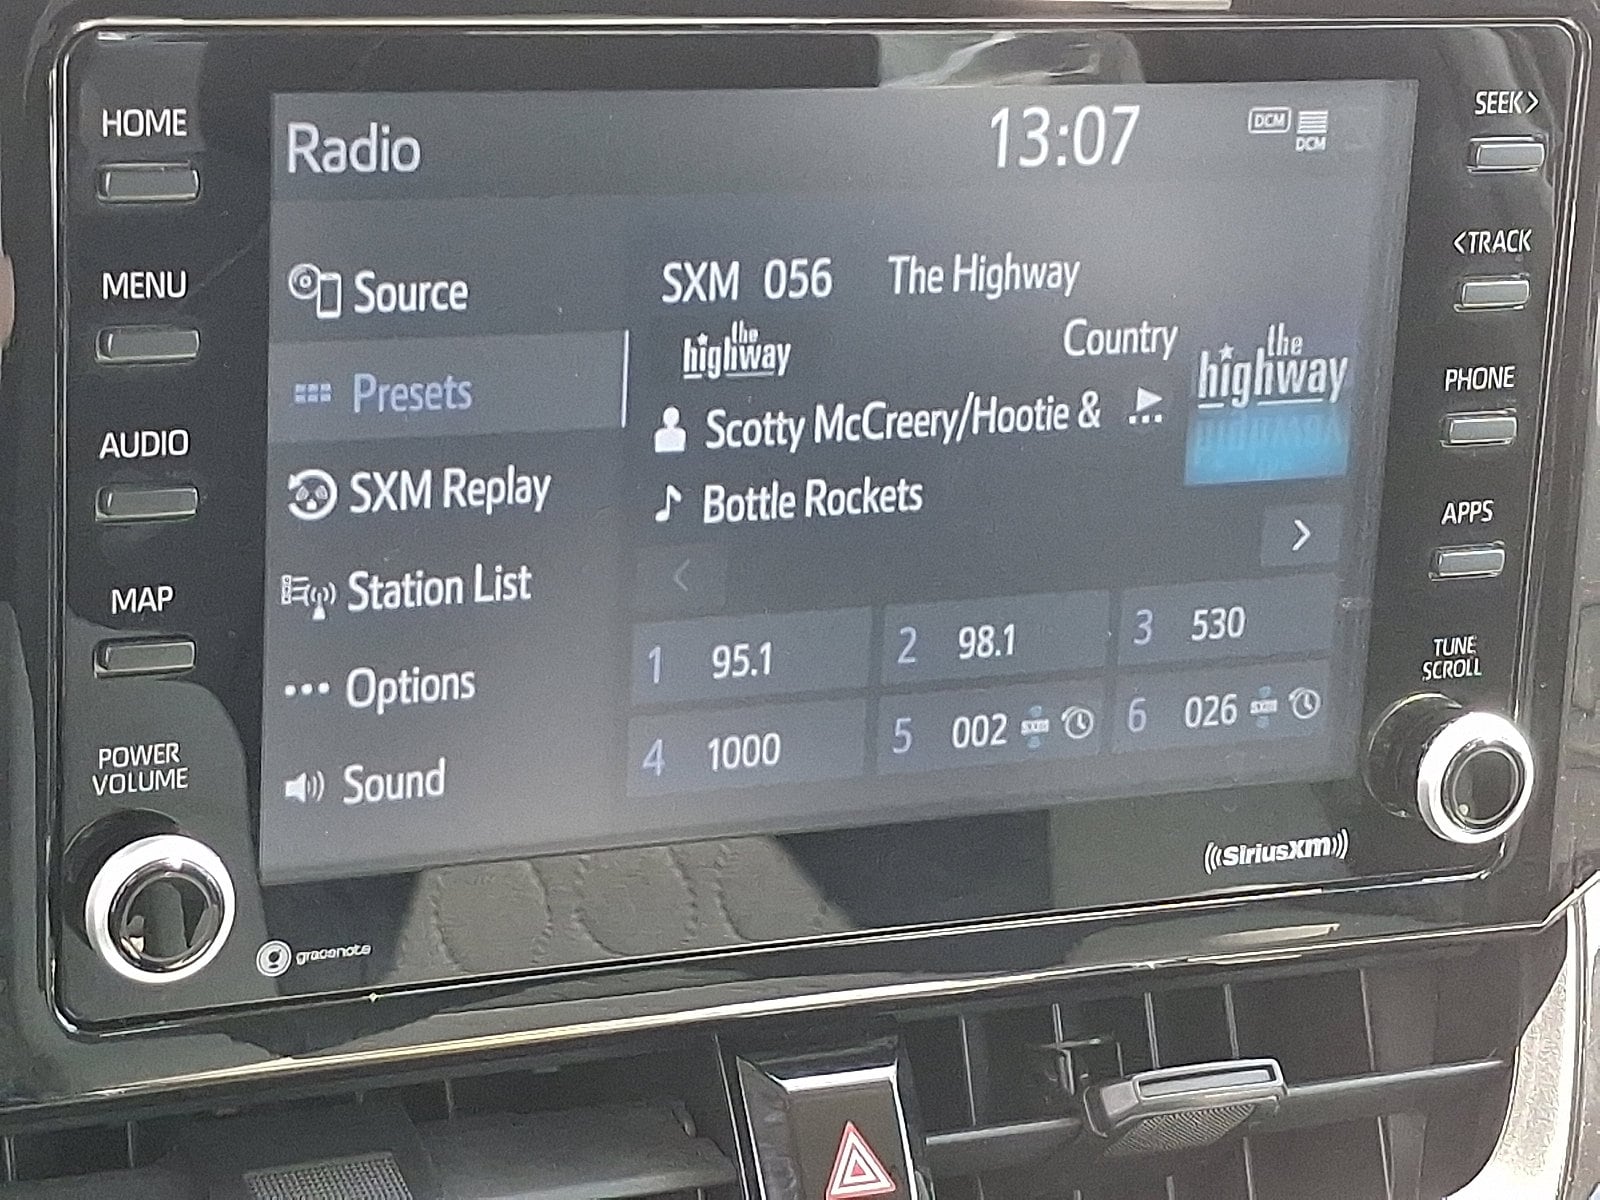 HOME
MENU
AUDIO
MAP
POWER
VOLUME
Radio
13:07
DCM
DCM
Source
Presets
SXM Replay
Station List
Options
Sound
SXM 056 The Highway
the
highway
Country
the
highway
Scotty McCreery/Hootie &
Bottle Rockets
1 95.1
2 98.1
3 530
4 1000
5 002 SXM
6 026 SXM
SEEK>
<TRACK
PHONE
APPS
TUNE
SCROLL
gracenote
((SiriusXM))